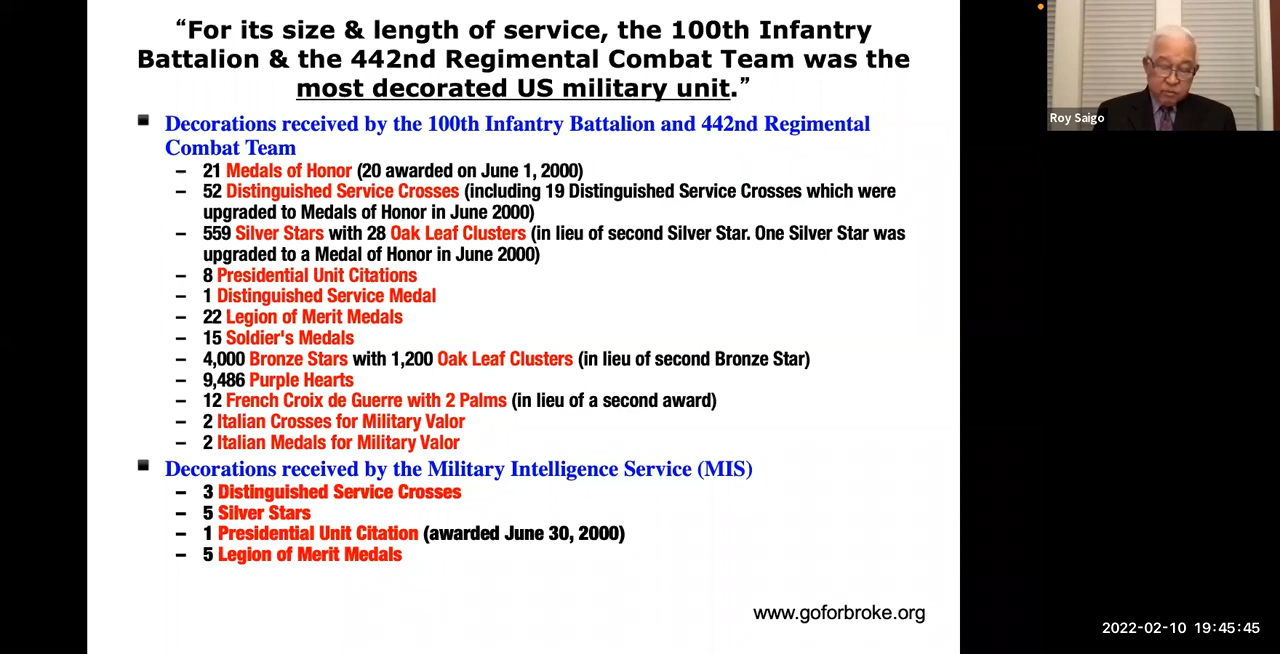 “For its size & length of service, the 100th Infantry
Battalion & the 442nd Regimental Combat Team was the
most decorated US military unit.”
Decorations received by the 100th Infantry Battalion and 442nd Regimental
Combat Team
– 21 Medals of Honor (20 awarded on June 1, 2000)
– 52 Distinguished Service Crosses (including 19 Distinguished Service Crosses which were
upgraded to Medals of Honor in June 2000)
– 559 Silver Stars with 28 Oak Leaf Clusters (in lieu of second Silver Star. One Silver Star was
upgraded to a Medal of Honor in June 2000)
– 8 Presidential Unit Citations
– 1 Distinguished Service Medal
– 22 Legion of Merit Medals
– 15 Soldier's Medals
– 4,000 Bronze Stars with 1,200 Oak Leaf Clusters (in lieu of second Bronze Star)
– 9,486 Purple Hearts
– 12 French Croix de Guerre with 2 Palms (in lieu of a second award)
– 2 Italian Crosses for Military Valor
– 2 Italian Medals for Military Valor
Decorations received by the Military Intelligence Service (MIS)
– 3 Distinguished Service Crosses
– 5 Silver Stars
– 1 Presidential Unit Citation (awarded June 30, 2000)
– 5 Legion of Merit Medals
www.goforbroke.org
Roy Saigo
2022-02-10 19:45:45